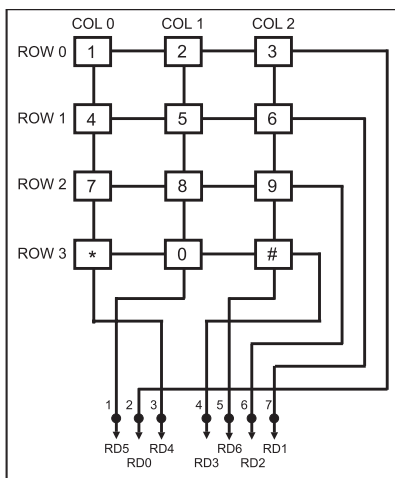 COL 0 COL 1 COL 2
ROW 0 1 2 3
ROW 1 4 5 6
ROW 2 7 8 9
ROW 3 * 0 #
1 2 3 4 5 6 7
RD5 RD4 RD3 RD6 RD1
RD0 RD2